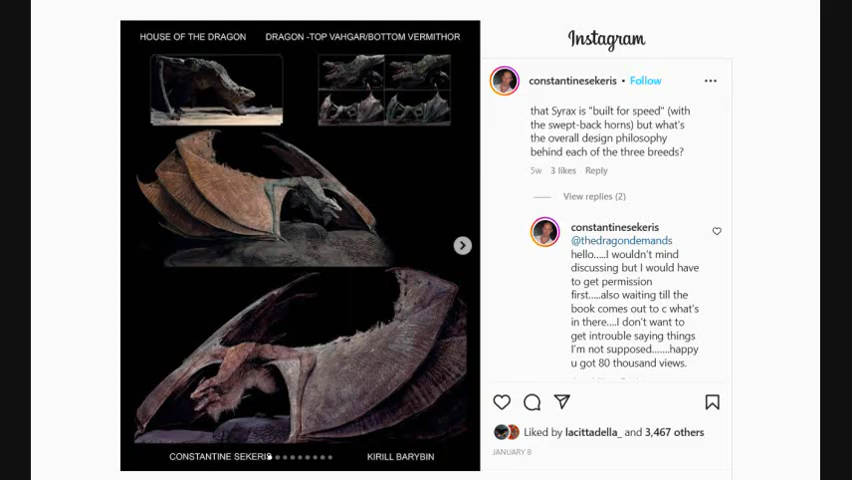 HOUSE OF THE DRAGON
DRAGON -TOP VAHGAR/BOTTOM VERMITHOR
CONSTANTINE SEKERIS
KIRILL BARYBIN
Instagram
constantinesekeris • Follow
that Syrax is "built for speed" (with
the swept-back horns) but what's
the overall design philosophy
behind each of the three breeds?
5w 3 likes Reply
View replies (2)
constantinesekeris
@thedragondemands
hello.....I wouldn't mind
discussing but I would have
to get permission
first.....also waiting till the
book comes out to c what's
in there....I don't want to
get introuble saying things
I'm not supposed.......happy
u got 80 thousand views.
Liked by lacittadella_ and 3,467 others
JANUARY 8